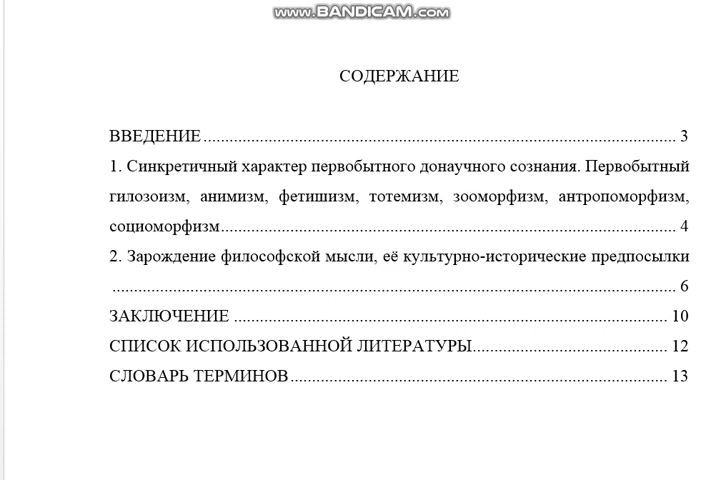 www.BANDICAM.com
СОДЕРЖАНИЕ
ВВЕДЕНИЕ............................................................................................................ 3
1. Синкретичный характер первобытного донаучного сознания. Первобытный
гилозоизм, анимизм, фетишизм, тотемизм, зооморфизм, антропоморфизм,
социоморфизм........................................................................................................ 4
2. Зарождение философской мысли, её культурно-исторические предпосылки
................................................................................................................................ 6
ЗАКЛЮЧЕНИЕ .................................................................................................. 10
СПИСОК ИСПОЛЬЗОВАННОЙ ЛИТЕРАТУРЫ............................................ 12
СЛОВАРЬ ТЕРМИНОВ...................................................................................... 13